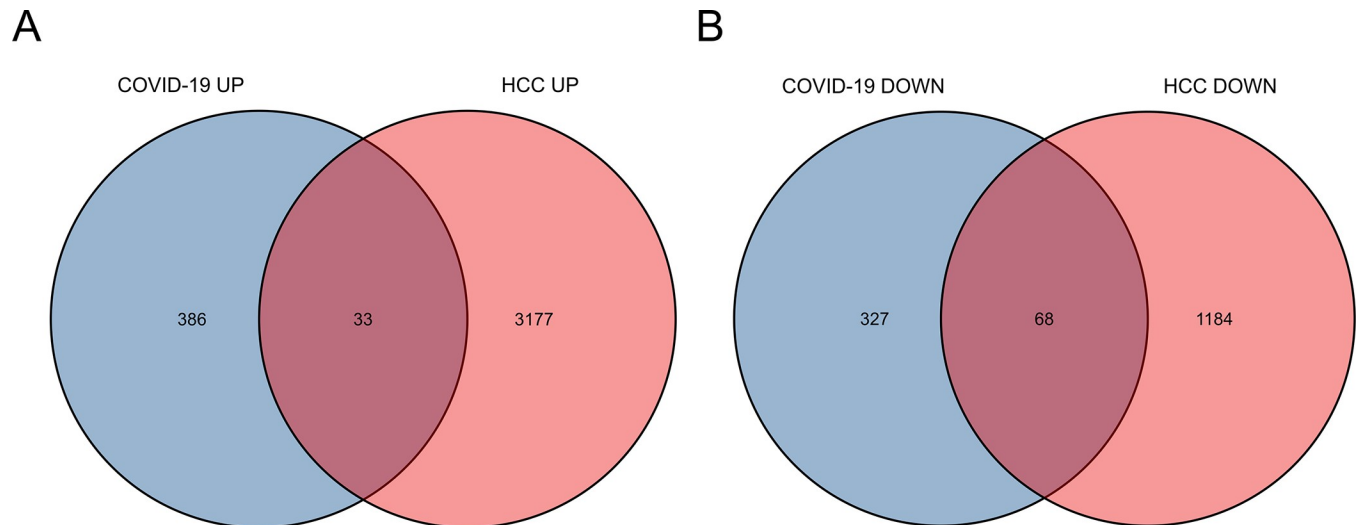 A
B
COVID-19 UP
HCC UP
COVID-19 DOWN
HCC DOWN
386
33
3177
327
68
1184